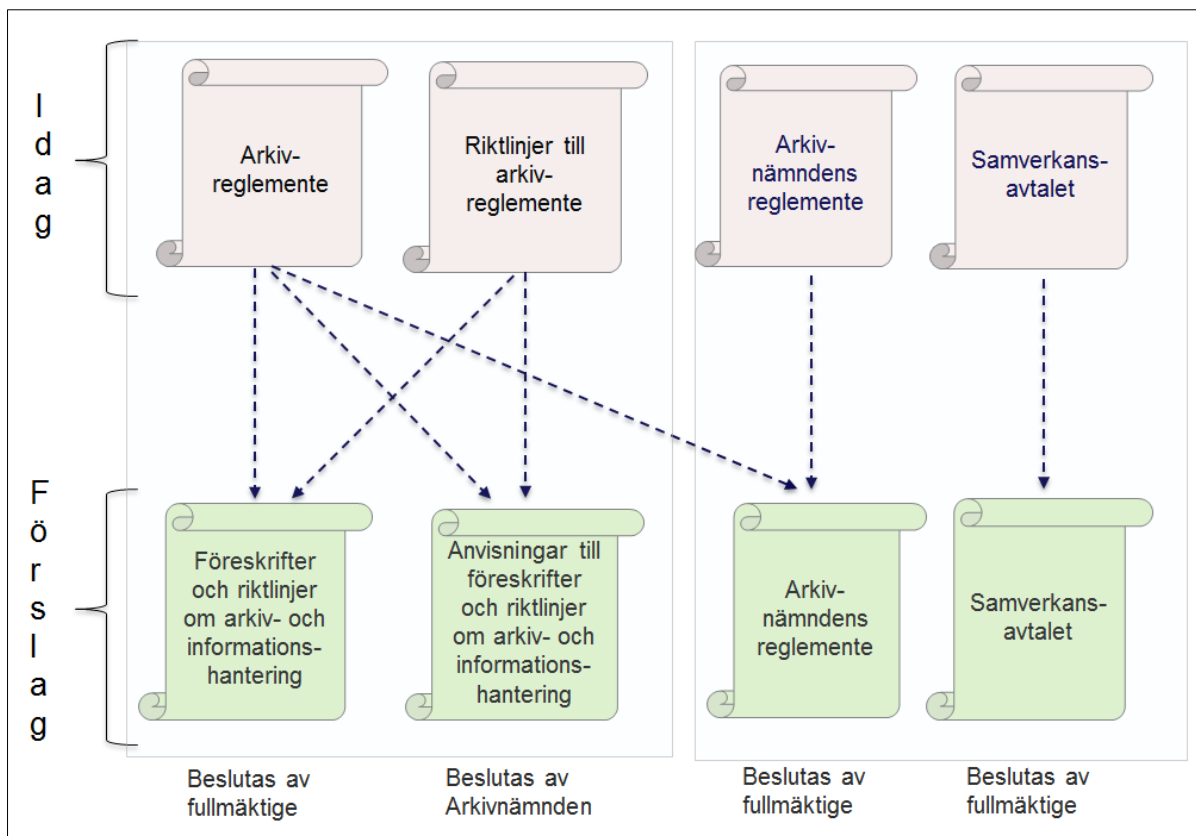 Idag
Arkiv-
reglemente
Riktlinjer till
arkiv-
reglemente
Arkiv-
nämndens
reglemente
Samverkans-
avtalet
Förslag
Föreskrifter
och riktlinjer
om arkiv- och
informations-
hantering
Anvisningar till
föreskrifter
och riktlinjer
om arkiv- och
informations-
hantering
Arkiv-
nämndens
reglemente
Samverkans-
avtalet
Beslutas av
fullmäktige
Beslutas av
Arkivnämnden
Beslutas av
fullmäktige
Beslutas av
fullmäktige